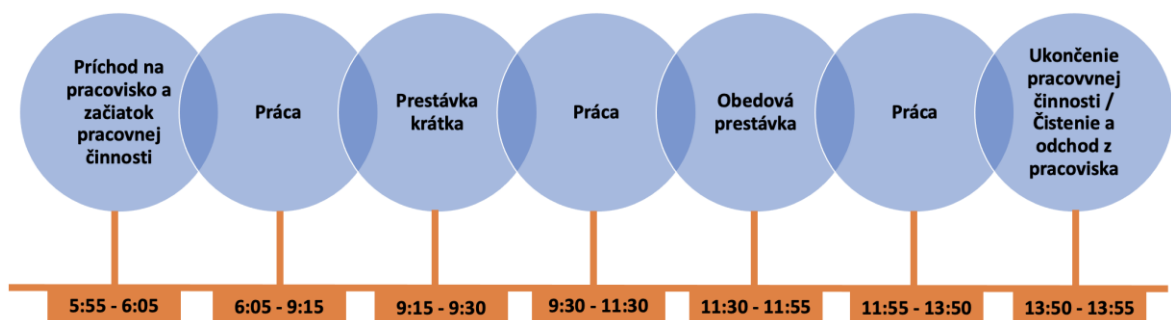 Príchod na
pracovisko a
začiatok
pracovnej
činnosti
Práca
Prestávka
krátka
Práca
Obedová
prestávka
Práca
Ukončenie
pracovvnej
činnosti /
Čistenie a
odchod z
pracoviska
5:55 - 6:05
6:05 - 9:15
9:15 - 9:30
9:30 - 11:30
11:30 - 11:55
11:55 - 13:50
13:50 - 13:55